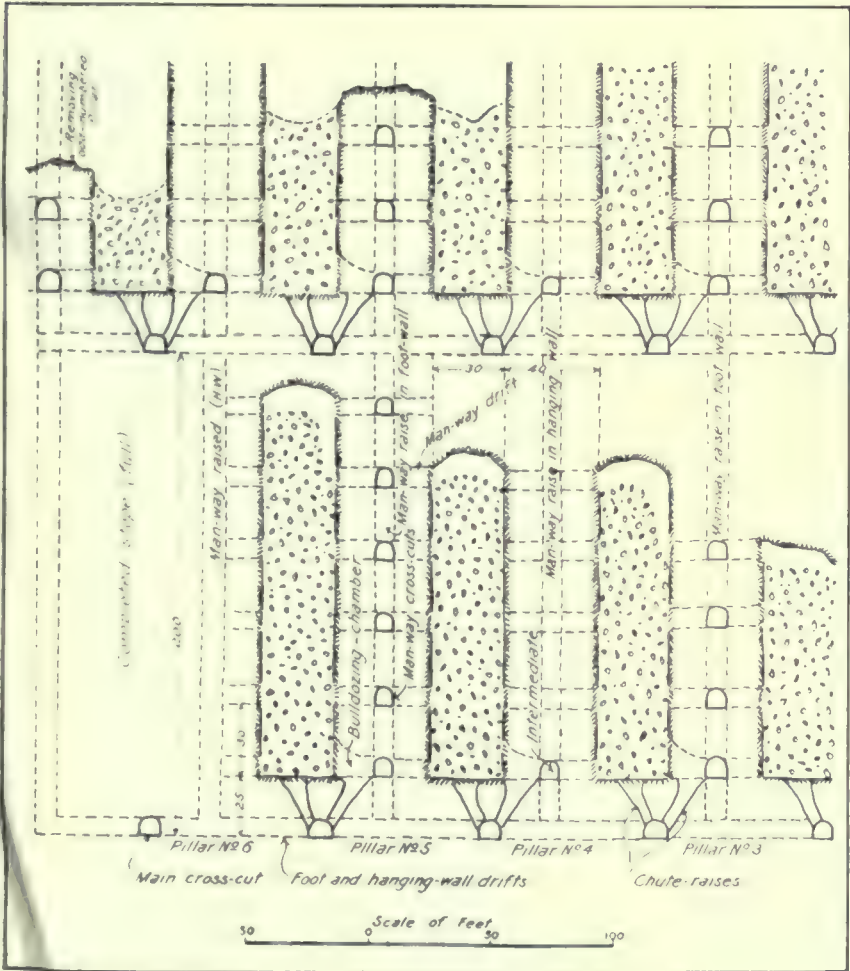 Removing
30
40
Man-way drift
Man-way raised (HW)
Man-way raise in foot-wall
Man-way raise in hanging wall
Man-way raise in foot wall
200
Bulldozing-chamber
Man-way cross-cuts
Intermediate
30
25
Pillar Nº 6
Pillar Nº 5
Pillar Nº 4
Pillar Nº 3
Main cross-cut
Foot and hanging-wall drifts
Chute-raises
Scale of Feet
50 0 50 100